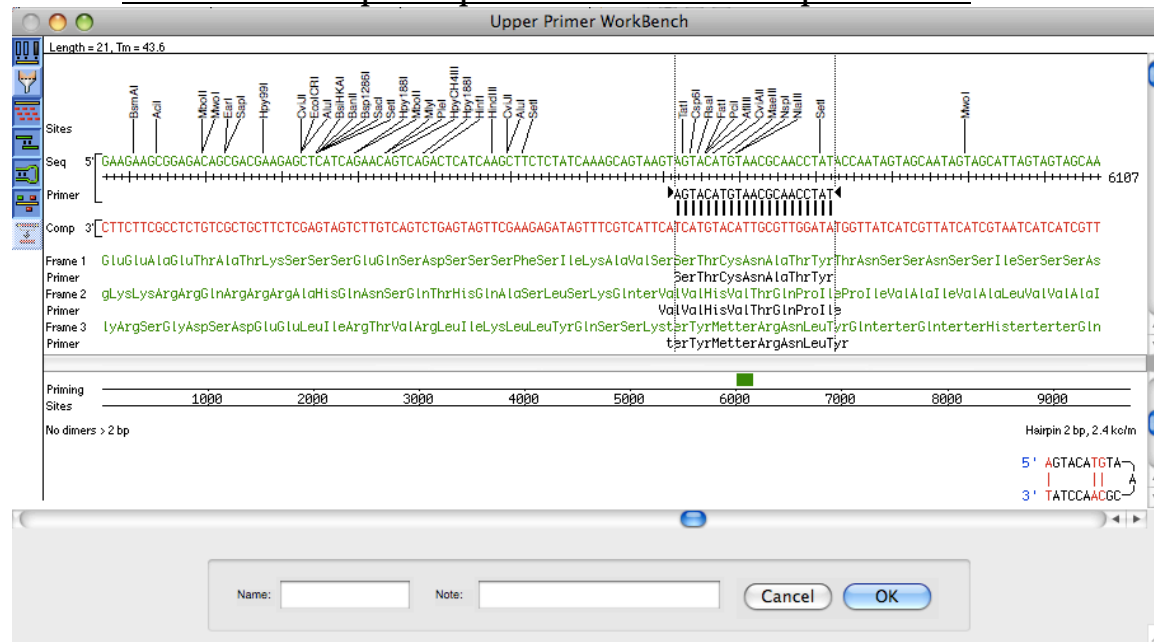 Upper Primer WorkBench
Length = 21, Tm = 43.6
BsmAI AciI MboII MwoI EarI SapI Hpy99I CviJI EcoICRI AluI BsiHKAI BanII Bsp1286I SacI SetI Hpy188I MboII MlyI PleI HpyCH4III Hpy188I HinfI HindIII CviJI AluI SetI TatI Csp6I RsaI FatI PciI AflIII CviAII MaeIII NspI NlaIII SetI MwoI
Sites
Seq 5' GAAGAAGCGGAGACAGCGACGAAGAGCTCATCAGAACAGTCAGACTCATCAAGCTTCTCTATCAAAGCAGTAAGTAGTACATGTAACGCAACCTATACCAATAGTAGCAATAGTAGCATTAGTAGTAGCAA
6107
Primer AGTACATGTAACGCAACCTAT
Comp 3' CTTCTTCGCCTCTGTCGCTGCTTCTCGAGTAGTCTTGTCAGTCTGAGTAGTTCGAAGAGATAGTTTCGTCATTCATCATGTACATTGCGTTGGATATGGTTATCATCGTTATCATCGTAATCATCATCGTT
Frame 1 GluGluAlaGluThrAlaThrLysSerSerSerGluGlnSerAspSerSerSerPheSerIleLysAlaValSerSerThrCysAsnAlaThrTyrThrAsnSerSerAsnSerSerIleSerSerSerAs
Primer SerThrCysAsnAlaThrTyr
Frame 2 gLysLysArgArgGlnArgArgArgAlaHisGlnAsnSerGlnThrHisGlnAlaSerLeuSerLysGlnterValValHisValThrGlnProIleProIleValAlaIleValAlaLeuValValAlaI
Primer ValValHisValThrGlnProIle
Frame 3 lyArgSerGlyAspSerAspGluGluLeuIleArgThrValArgLeuIleLysLeuLeuTyrGlnSerSerLysterTyrMetterArgAsnLeuTyrGlnterterGlnterterHisterterterGln
Primer terTyrMetterArgAsnLeuTyr
Priming
Sites
1000 2000 3000 4000 5000 6000 7000 8000 9000
No dimers > 2 bp
Hairpin 2 bp, 2.4 kc/m
5' AGTACATGTA
A
3' TATCCAACGC
Name:
Note:
Cancel
OK